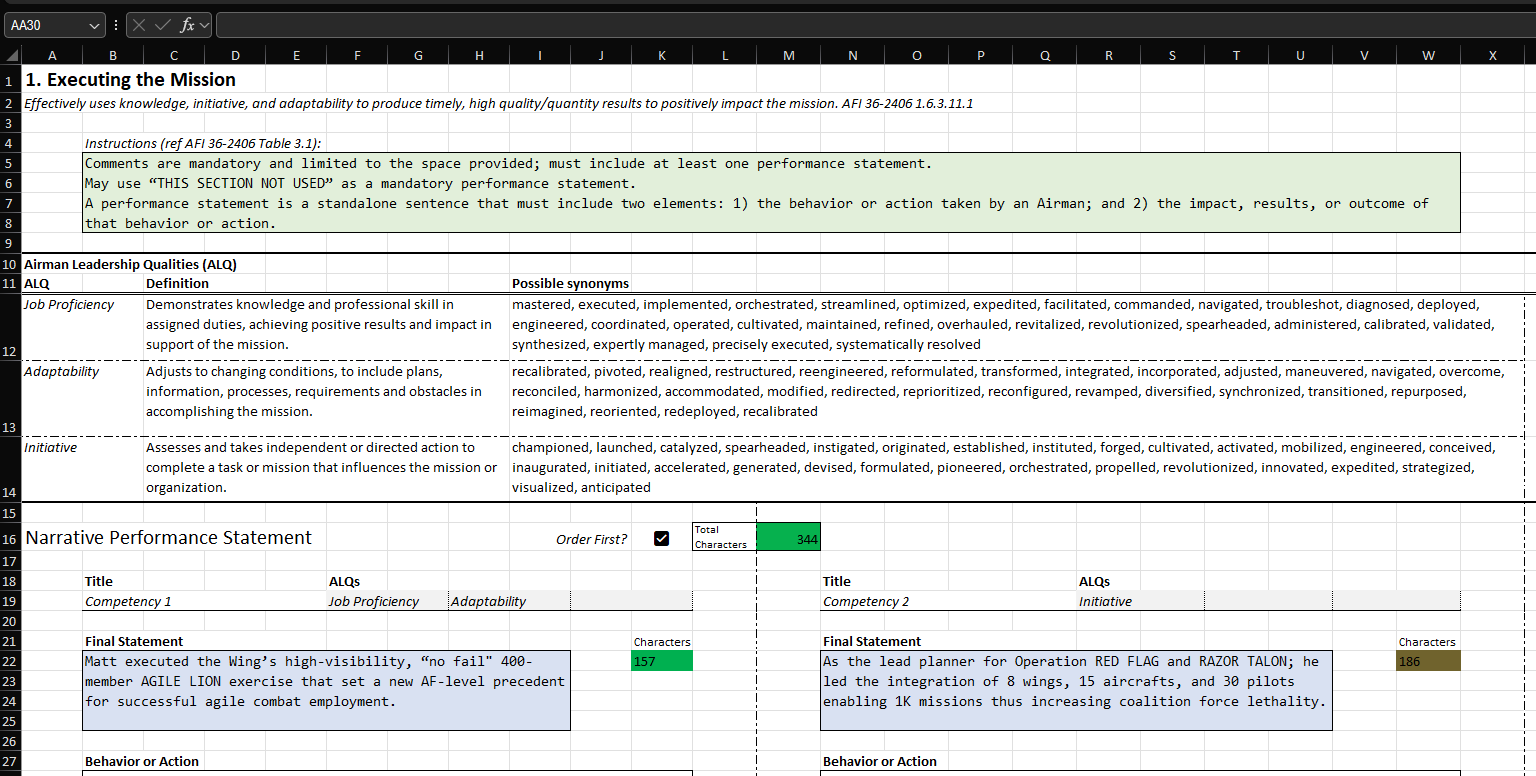 AA30 fx
A B C D E F G H I J K L M N O P Q R S T U V W X
1 1. Executing the Mission
2 Effectively uses knowledge, initiative, and adaptability to produce timely, high quality/quantity results to positively impact the mission. AFI 36-2406 1.6.3.11.1
3
4 Instructions (ref AFI 36-2406 Table 3.1):
5 Comments are mandatory and limited to the space provided; must include at least one performance statement.
6 May use “THIS SECTION NOT USED” as a mandatory performance statement.
7 A performance statement is a standalone sentence that must include two elements: 1) the behavior or action taken by an Airman; and 2) the impact, results, or outcome of
8 that behavior or action.
9
10 Airman Leadership Qualities (ALQ)
11 ALQ Definition Possible synonyms
Job Proficiency Demonstrates knowledge and professional skill in mastered, executed, implemented, orchestrated, streamlined, optimized, expedited, facilitated, commanded, navigated, troubleshot, diagnosed, deployed,
assigned duties, achieving positive results and impact in engineered, coordinated, operated, cultivated, maintained, refined, overhauled, revitalized, revolutionized, spearheaded, administered, calibrated, validated,
12 support of the mission. synthesized, expertly managed, precisely executed, systematically resolved
Adaptability Adjusts to changing conditions, to include plans, recalibrated, pivoted, realigned, restructured, reengineered, reformulated, transformed, integrated, incorporated, adjusted, maneuvered, navigated, overcome,
information, processes, requirements and obstacles in reconciled, harmonized, accommodated, modified, redirected, reprioritized, reconfigured, revamped, diversified, synchronized, transitioned, repurposed,
accomplishing the mission. reimagined, reoriented, redeployed, recalibrated
13
Initiative Assesses and takes independent or directed action to championed, launched, catalyzed, spearheaded, instigated, originated, established, instituted, forged, cultivated, activated, mobilized, engineered, conceived,
complete a task or mission that influences the mission or inaugurated, initiated, accelerated, generated, devised, formulated, pioneered, orchestrated, propelled, revolutionized, innovated, expedited, strategized,
14 organization. visualized, anticipated
15
16 Narrative Performance Statement Order First? Total Characters 344
17
18 Title ALQs Title ALQs
19 Competency 1 Job Proficiency Adaptability Competency 2 Initiative
20
21 Final Statement Characters Final Statement Characters
22 Matt executed the Wing’s high-visibility, “no fail" 400- 157 As the lead planner for Operation RED FLAG and RAZOR TALON; he 186
23 member AGILE LION exercise that set a new AF-level precedent led the integration of 8 wings, 15 aircrafts, and 30 pilots
24 for successful agile combat employment. enabling 1K missions thus increasing coalition force lethality.
25
26
27 Behavior or Action Behavior or Action